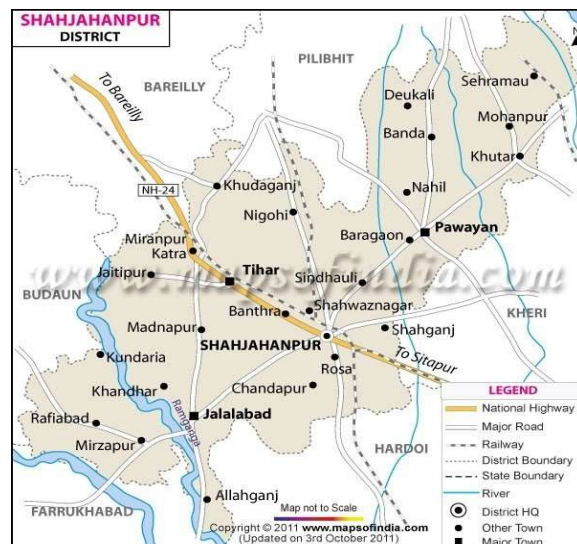 SHAHJAHANPUR
DISTRICT
PILIBHIT
BAREILLY
To Bareilly
Sehramau
Deukali
Mohanpur
Banda
Khutar
NH-24
Khudaganj
Nahil
Nigohi
Pawayan
Miranpur
Katra
Baragaon
www.mapsofindia.com
Jaitipur
Tihar
Sindhauli
BUDAUN
Banthra
Shahwaznagar
KHERI
Madnapur
Shahganj
SHAHJAHANPUR
To Sitapur
Kundaria
Rosa
Khandhar
Chandapur
LEGEND
Ramganga
National Highway
Rafiabad
Jalalabad
Major Road
Mirzapur
Railway
HARDOI
District Boundary
State Boundary
Allahganj
River
FARRUKHABAD
Map not to Scale
District HQ
Copyright © 2011 www.mapsofindia.com
Other Town
(Updated on 3rd October 2011)
Major Town